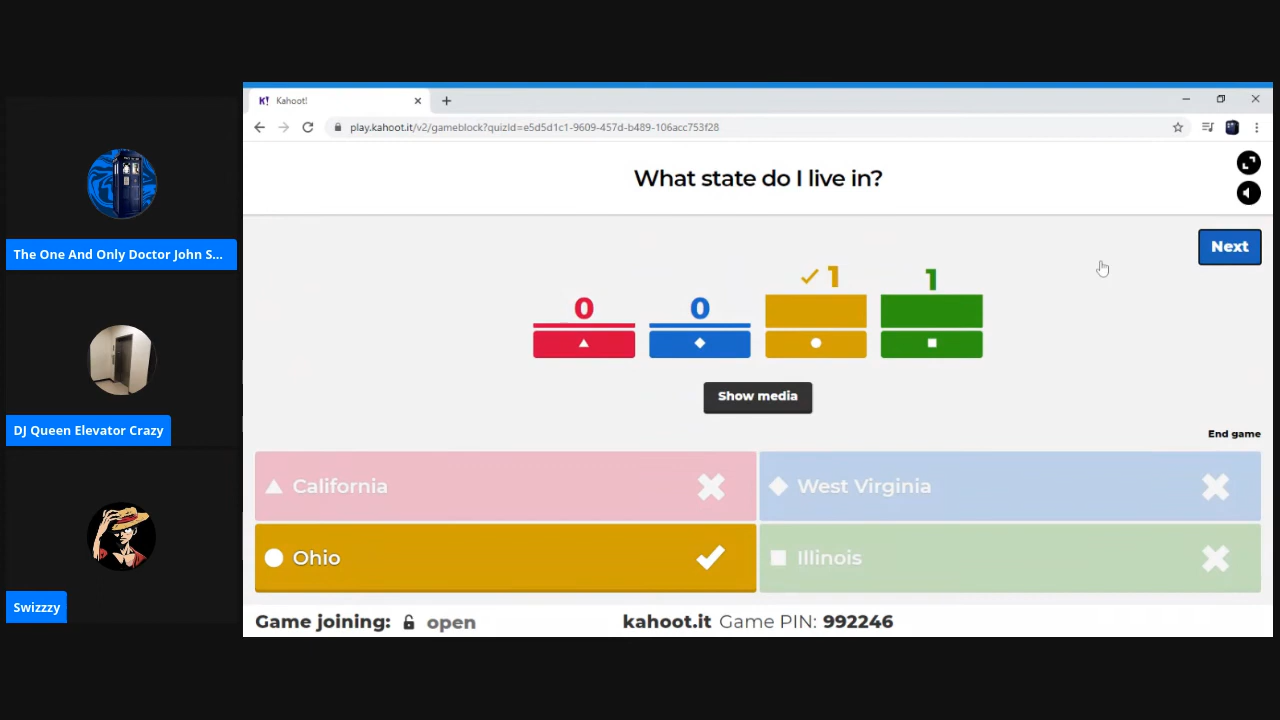 K! Kahoot!
play.kahoot.it/v2/gameblock?quizId=e5d5d1c1-9609-457d-b489-106acc753f28
What state do I live in?
Next
0
0
1
1
Show media
End game
California
West Virginia
Ohio
Illinois
Game joining: open
kahoot.it Game PIN: 992246
The One And Only Doctor John S...
DJ Queen Elevator Crazy
Swizzzy